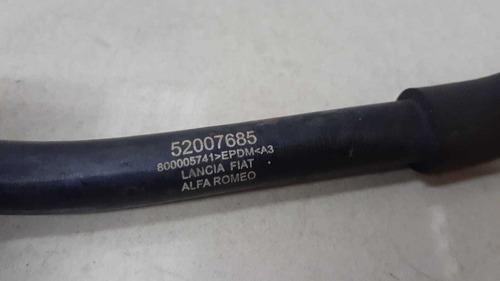 52007685
800005741>EPDM<A3
LANCIA FIAT
ALFA ROMEO